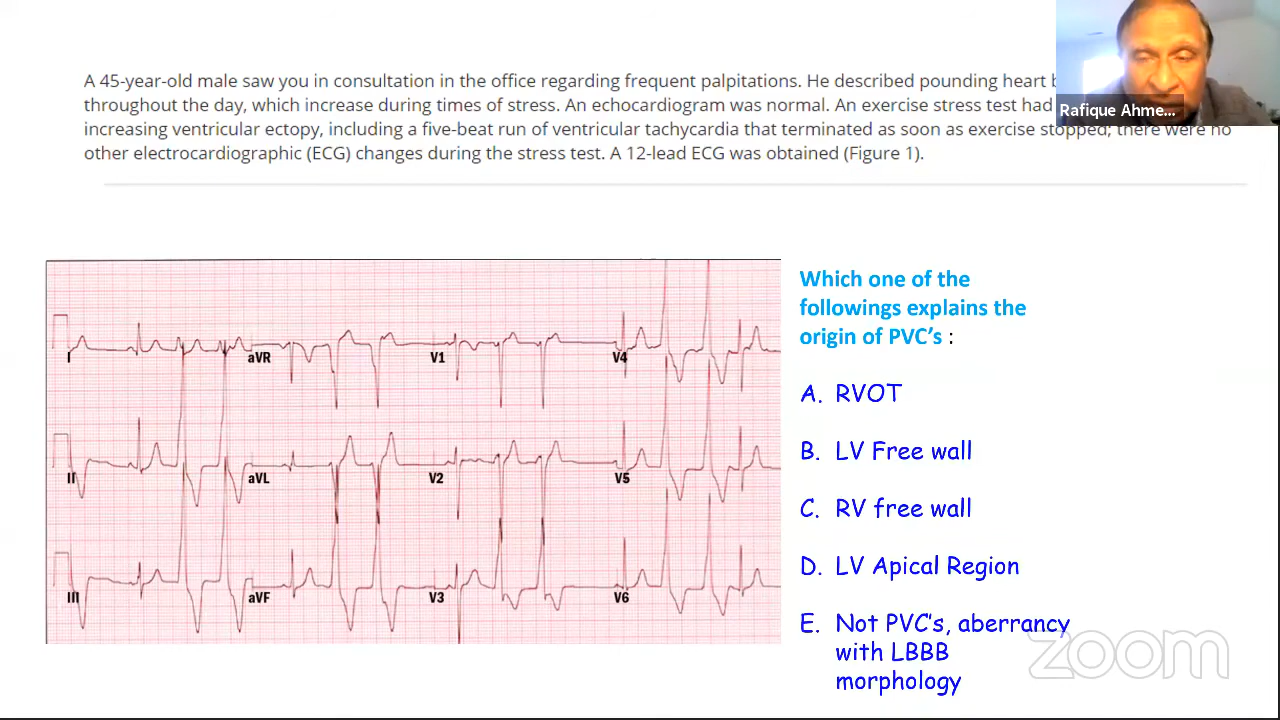 A 45-year-old male saw you in consultation in the office regarding frequent palpitations. He described pounding heart
throughout the day, which increase during times of stress. An echocardiogram was normal. An exercise stress test had
Rafique Ahme...
increasing ventricular ectopy, including a five-beat run of ventricular tachycardia that terminated as soon as exercise stopped; there were no
other electrocardiographic (ECG) changes during the stress test. A 12-lead ECG was obtained (Figure 1).
I aVR V1 V4
II aVL V2 V5
III aVF V3 V6
Which one of the
followings explains the
origin of PVC’s :
A. RVOT
B. LV Free wall
C. RV free wall
D. LV Apical Region
E. Not PVC’s, aberrancy
with LBBB
morphology
zoom